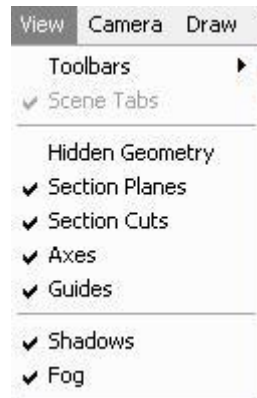 View Camera Draw
Toolbars
Scene Tabs
Hidden Geometry
Section Planes
Section Cuts
Axes
Guides
Shadows
Fog